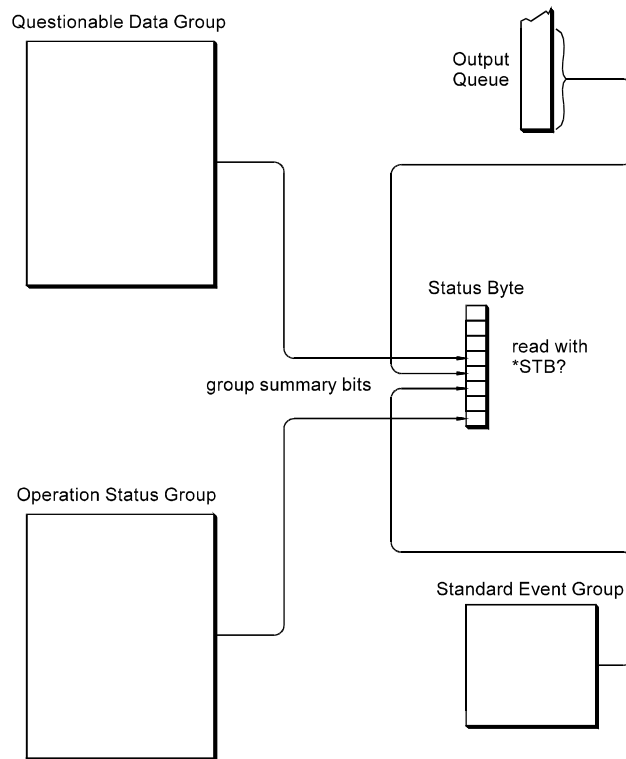 Questionable Data Group
Output
Queue
Status Byte
read with
*STB?
group summary bits
Operation Status Group
Standard Event Group